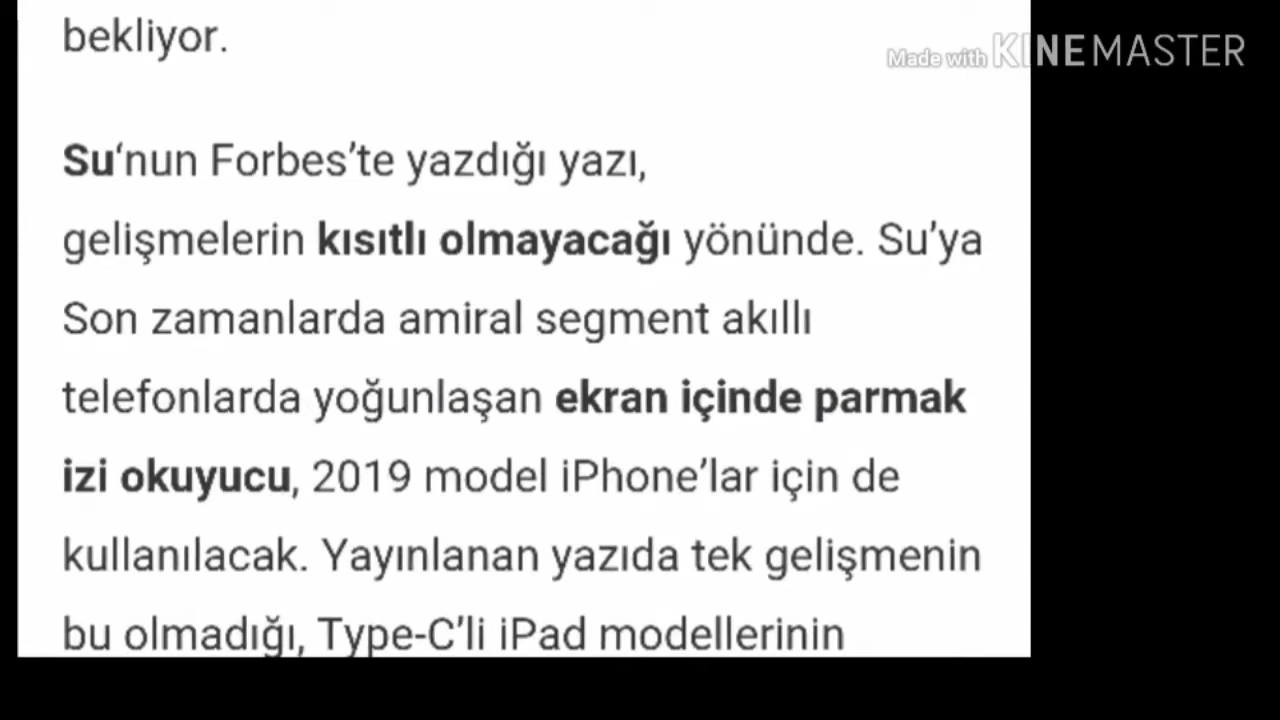 bekliyor.
Made with KINEMASTER
Su‘nun Forbes’te yazdığı yazı,
gelişmelerin kısıtlı olmayacağı yönünde. Su’ya
Son zamanlarda amiral segment akıllı
telefonlarda yoğunlaşan ekran içinde parmak
izi okuyucu, 2019 model iPhone’lar için de
kullanılacak. Yayınlanan yazıda tek gelişmenin
bu olmadığı, Type-C’li iPad modellerinin